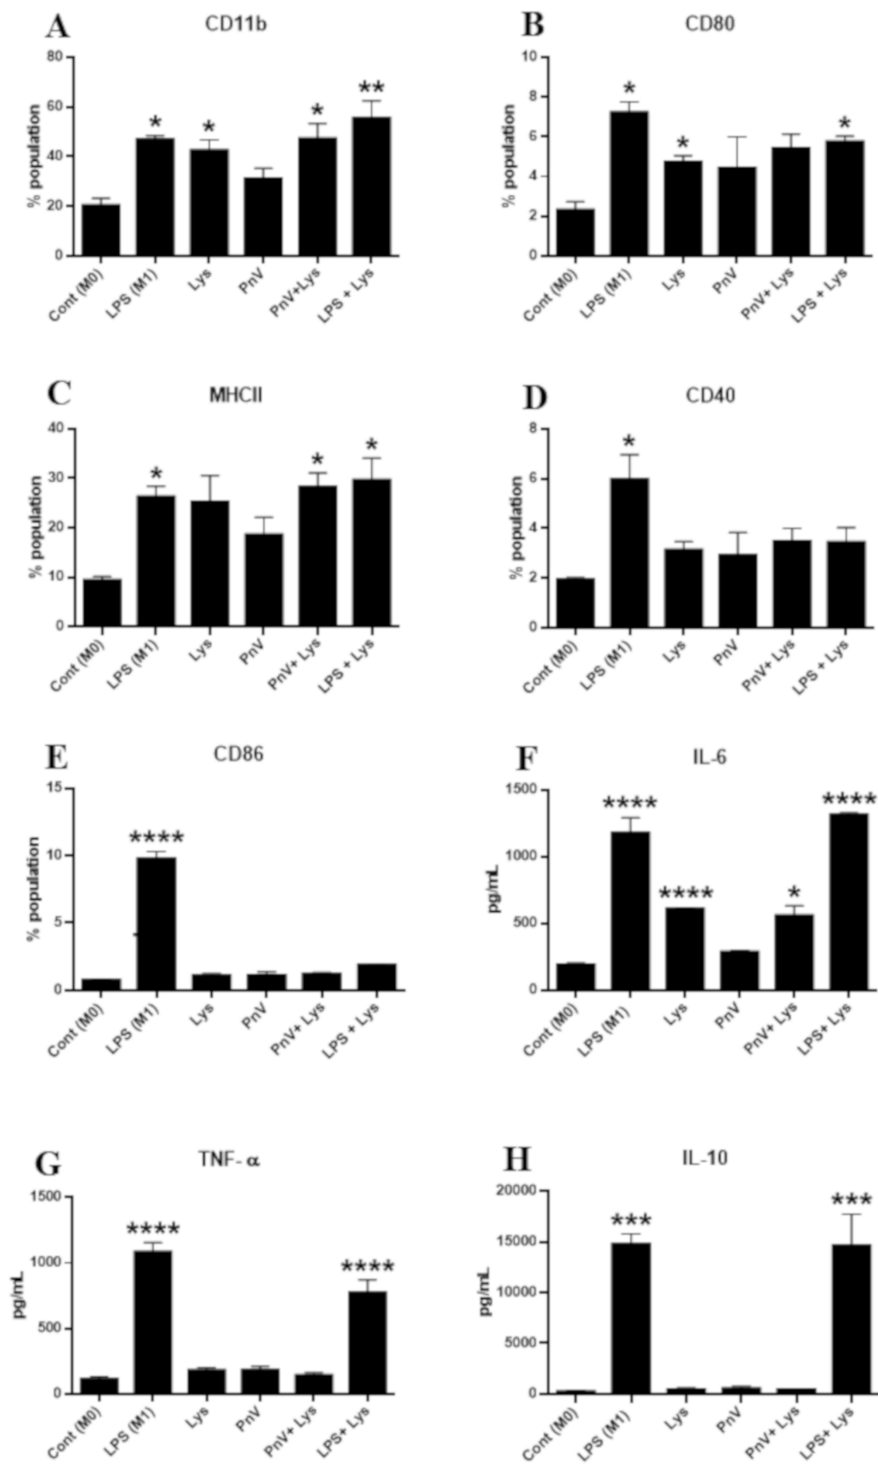 A CD11b
80
60
40
20
0
% population
* * * **
Cont (M0) LPS (M1) Lys PnV PnV+Lys LPS + Lys
B CD80
10
8
6
4
2
0
% population
* * *
Cont (M0) LPS (M1) Lys PnV PnV+Lys LPS + Lys
C MHCII
40
30
20
10
0
% population
* * *
Cont (M0) LPS (M1) Lys PnV PnV+ Lys LPS + Lys
D CD40
8
6
4
2
0
% population
*
Cont (M0) LPS (M1) Lys PnV PnV+ Lys LPS + Lys
E CD86
15
10
5
0
% population
****
Cont (M0) LPS (M1) Lys PnV PnV+ Lys LPS + Lys
F IL-6
1500
1000
500
0
pg/mL
**** **** * ****
Cont (M0) LPS (M1) Lys PnV PnV+ Lys LPS+ Lys
G TNF- α
1500
1000
500
0
pg/mL
**** ****
Cont (M0) LPS (M1) Lys PnV PnV+ Lys LPS+ Lys
H IL-10
20000
15000
10000
5000
0
pg/mL
*** ***
Cont (M0) LPS (M1) Lys PnV PnV+ Lys LPS+ Lys